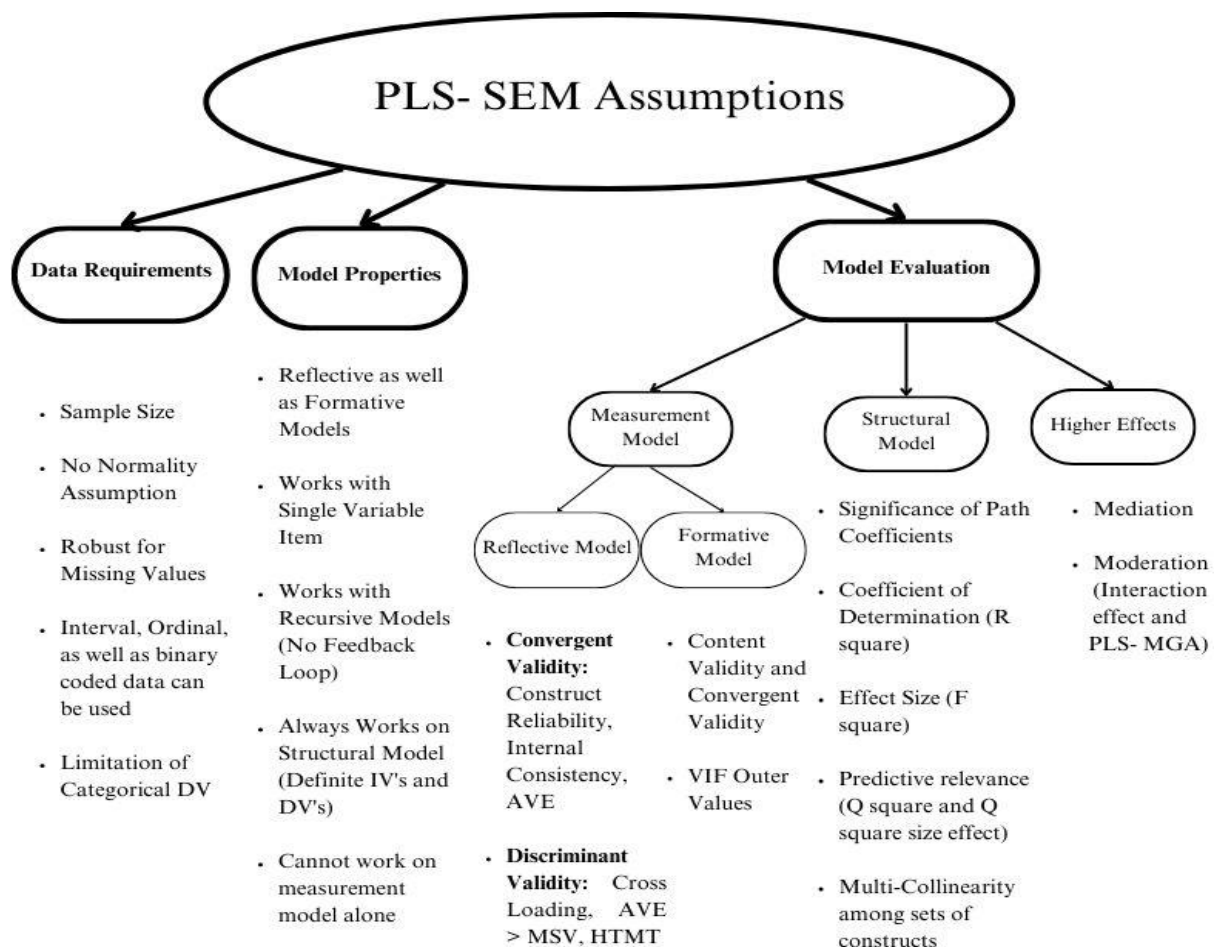 PLS- SEM Assumptions
Data Requirements
Sample Size
No Normality
Assumption
Robust for
Missing Values
Interval, Ordinal,
as well as binary
coded data can
be used
Limitation of
Categorical DV
Model Properties
Reflective as well
as Formative
Models
Works with
Single Variable
Item
Works with
Recursive Models
(No Feedback
Loop)
Always Works on
Structural Model
(Definite IV's and
DV's)
Cannot work on
measurement
model alone
Model Evaluation
Measurement
Model
Reflective Model
Convergent
Validity:
Construct
Reliability,
Internal
Consistency,
AVE
Discriminant
Validity: Cross
Loading, AVE
> MSV, HTMT
Formative
Model
Content
Validity and
Convergent
Validity
VIF Outer
Values
Structural
Model
Significance of Path
Coefficients
Coefficient of
Determination (R
square)
Effect Size (F
square)
Predictive relevance
(Q square and Q
square size effect)
Multi-Collinearity
among sets of
constructs
Higher Effects
Mediation
Moderation
(Interaction
effect and
PLS- MGA)